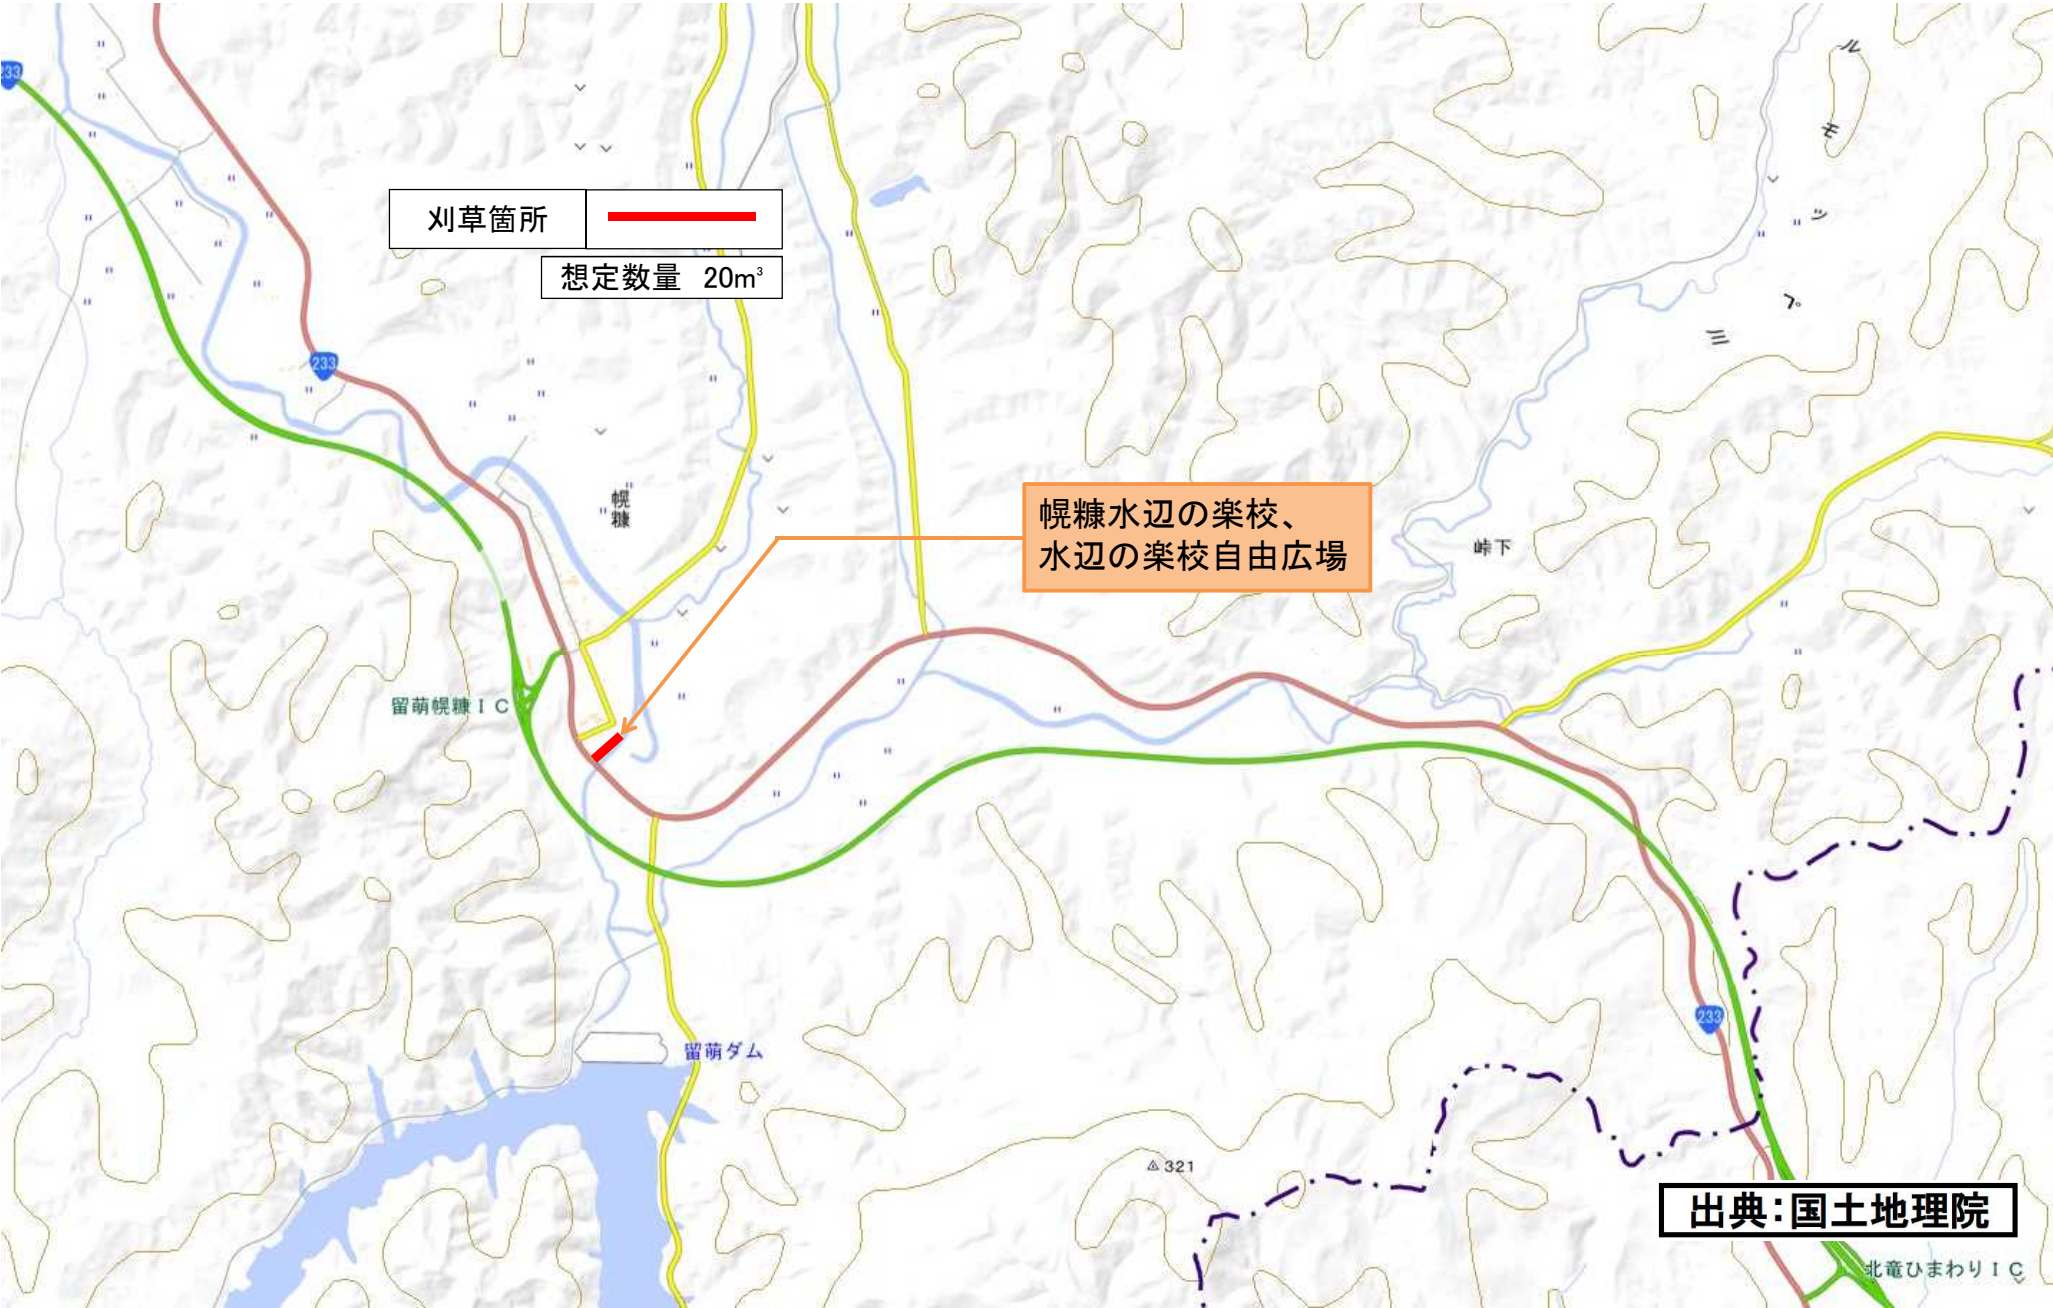 233
ルモッペ
刈草箇所
想定数量 20m³
三
233
幌糠
幌糠水辺の楽校、
水辺の楽校自由広場
峠下
留萌幌糠IC
233
留萌ダム
321
出典：国土地理院
北竜ひまわりIC